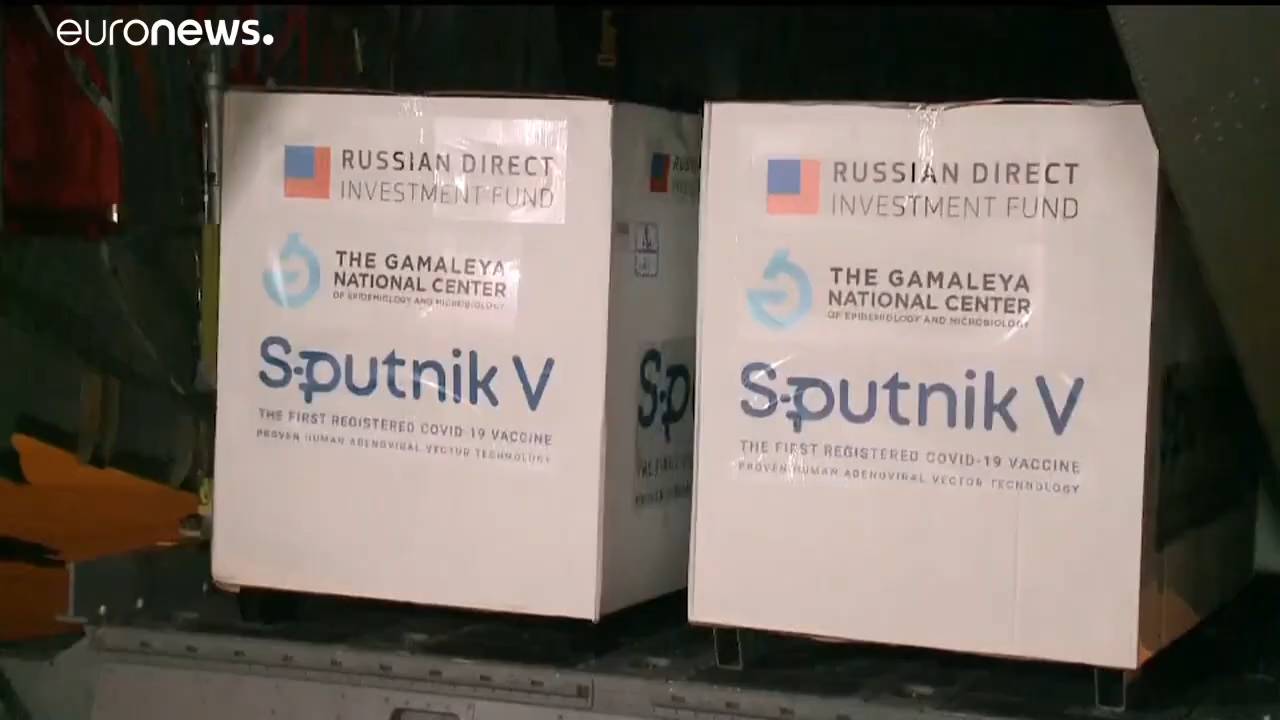 euronews.
RUSSIAN DIRECT
INVESTMENT FUND
THE GAMALEYA
NATIONAL CENTER
OF EPIDEMIOLOGY AND MICROBIOLOGY
Sputnik V
THE FIRST REGISTERED COVID-19 VACCINE
PROVEN HUMAN ADENOVIRAL VECTOR TECHNOLOGY
RUSSIAN DIRECT
INVESTMENT FUND
THE GAMALEYA
NATIONAL CENTER
OF EPIDEMIOLOGY AND MICROBIOLOGY
Sputnik V
THE FIRST REGISTERED COVID-19 VACCINE
PROVEN HUMAN ADENOVIRAL VECTOR TECHNOLOGY